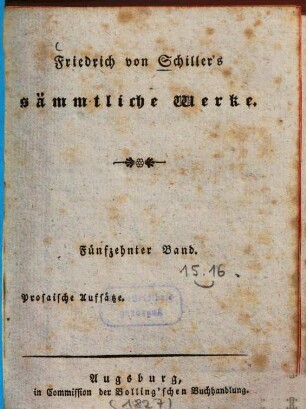 Friedrich von Schiller's
sämmtliche Werke.
Fünfzehnter Band.
15.16.
Prosaische Aufsätze.
Augsburg,
in Commission der Bolling'schen Buchhandlung.
(1827)